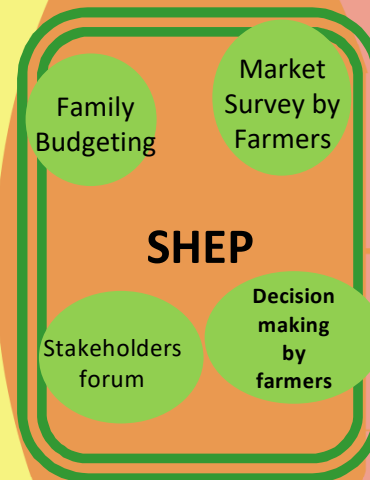 Family
Budgeting
Market
Survey by
Farmers
SHEP
Stakeholders
forum
Decision
making
by
farmers